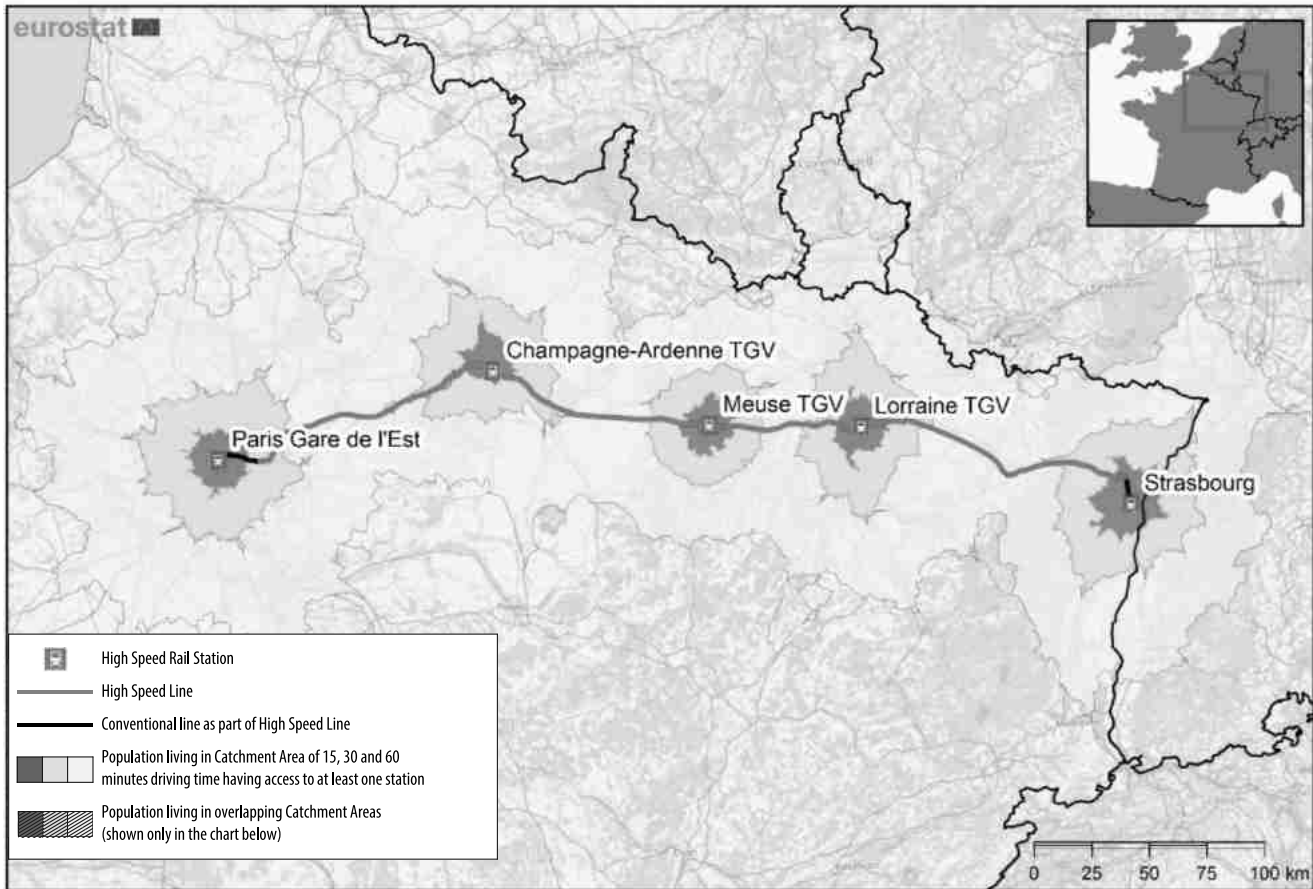 eurostat
Champagne-Ardenne TGV
Meuse TGV
Lorraine TGV
Paris Gare de l'Est
Strasbourg
High Speed Rail Station
High Speed Line
Conventional line as part of High Speed Line
Population living in Catchment Area of 15, 30 and 60
minutes driving time having access to at least one station
Population living in overlapping Catchment Areas
(shown only in the chart below)
0 25 50 75 100 km